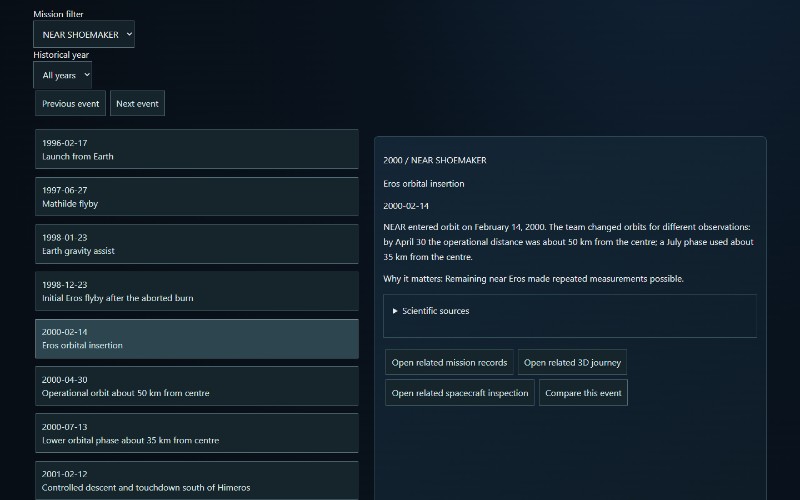 Mission filter
NEAR SHOEMAKER
Historical year
All years
Previous event Next event
1996-02-17
Launch from Earth
1997-06-27
Mathilde flyby
1998-01-23
Earth gravity assist
1998-12-23
Initial Eros flyby after the aborted burn
2000-02-14
Eros orbital insertion
2000-04-30
Operational orbit about 50 km from centre
2000-07-13
Lower orbital phase about 35 km from centre
2001-02-12
Controlled descent and touchdown south of Himeros
2000 / NEAR SHOEMAKER
Eros orbital insertion
2000-02-14
NEAR entered orbit on February 14, 2000. The team changed orbits for different observations:
by April 30 the operational distance was about 50 km from the centre; a July phase used about
35 km from the centre.
Why it matters: Remaining near Eros made repeated measurements possible.
Scientific sources
Open related mission records Open related 3D journey
Open related spacecraft inspection Compare this event